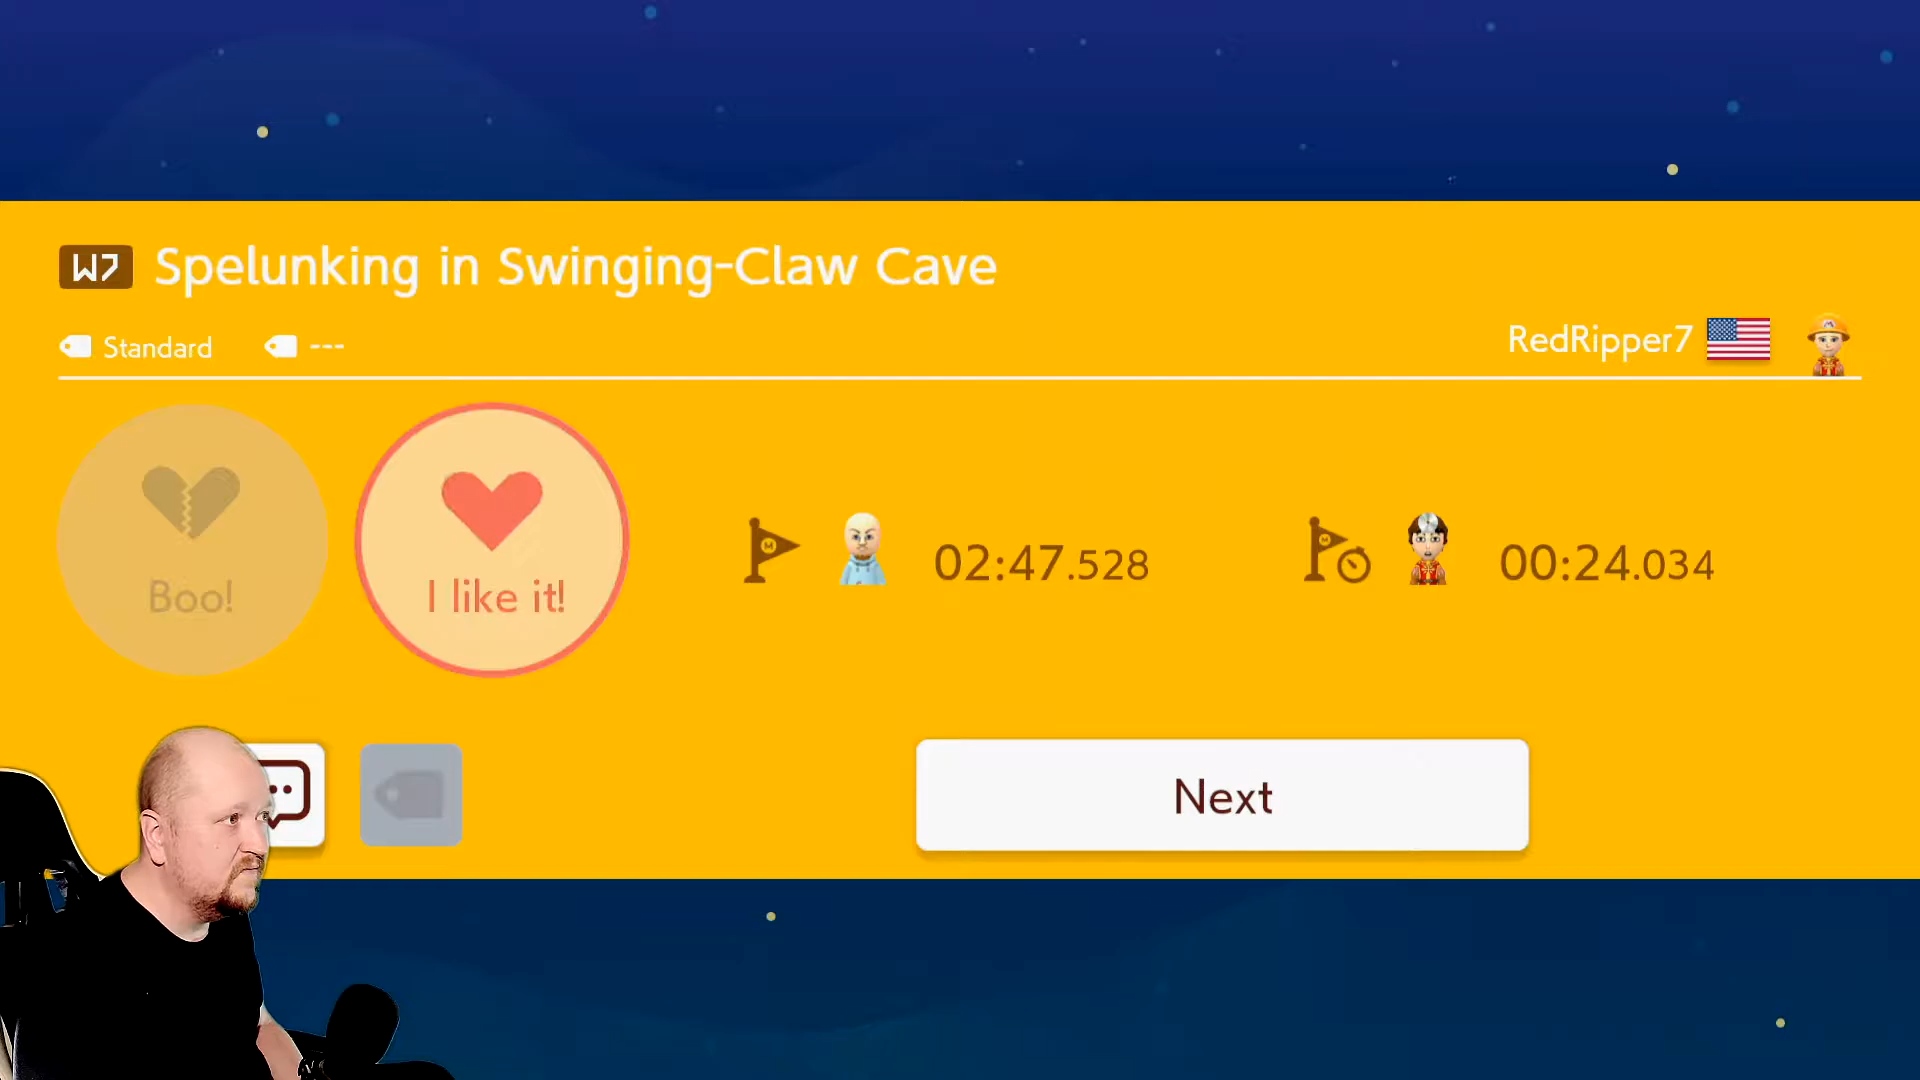 W7 Spelunking in Swinging-Claw Cave
Standard ---
RedRipper7
Boo!
I like it!
M 02:47.528
M 00:24.034
Next